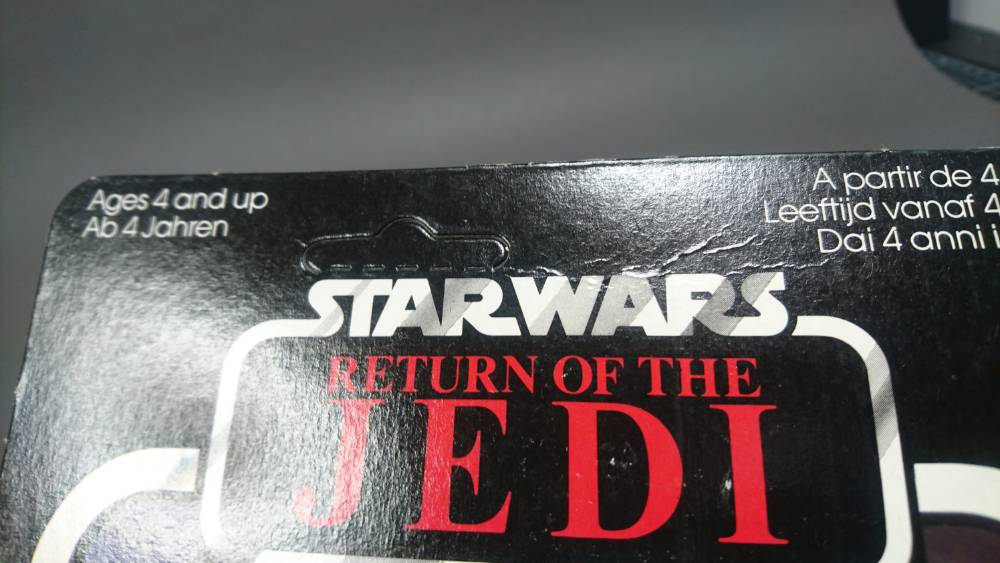 Ages 4 and up
Ab 4 Jahren
A partir de 4
Leeftijd vanaf 4
Dai 4 anni
STAR WARS
RETURN OF THE
JEDI